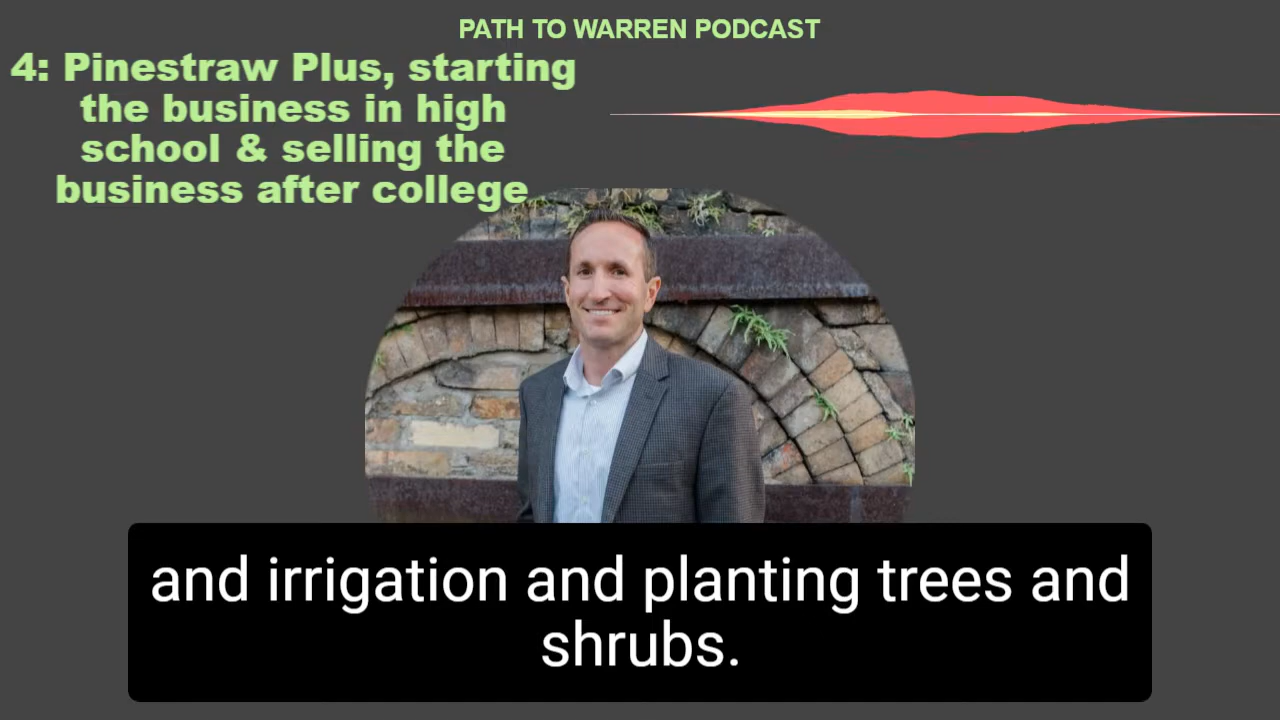 PATH TO WARREN PODCAST
4: Pinestraw Plus, starting
the business in high
school & selling the
business after college
and irrigation and planting trees and
shrubs.